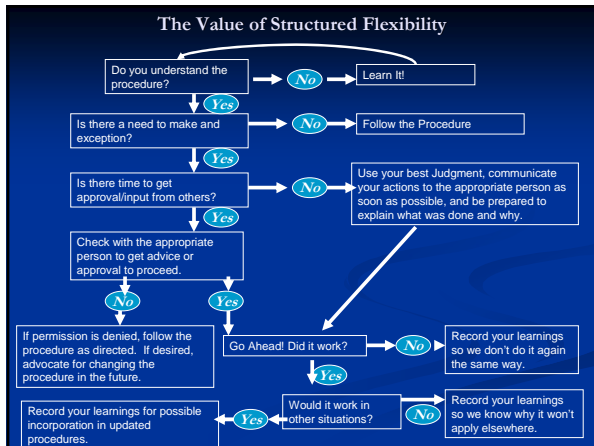 The Value of Structured Flexibility
Do you understand the
procedure?
No
Learn It!
Yes
Is there a need to make and
exception?
No
Follow the Procedure
Yes
Is there time to get
approval/input from others?
No
Use your best Judgment, communicate
your actions to the appropriate person as
soon as possible, and be prepared to
explain what was done and why.
Yes
Check with the appropriate
person to get advice or
approval to proceed.
No
Yes
If permission is denied, follow the
procedure as directed. If desired,
advocate for changing the
procedure in the future.
Go Ahead! Did it work?
No
Record your learnings
so we don't do it again
the same way.
Yes
Would it work in
other situations?
No
Record your learnings
so we know why it won't
apply elsewhere.
Yes
Record your learnings for possible
incorporation in updated
procedures.